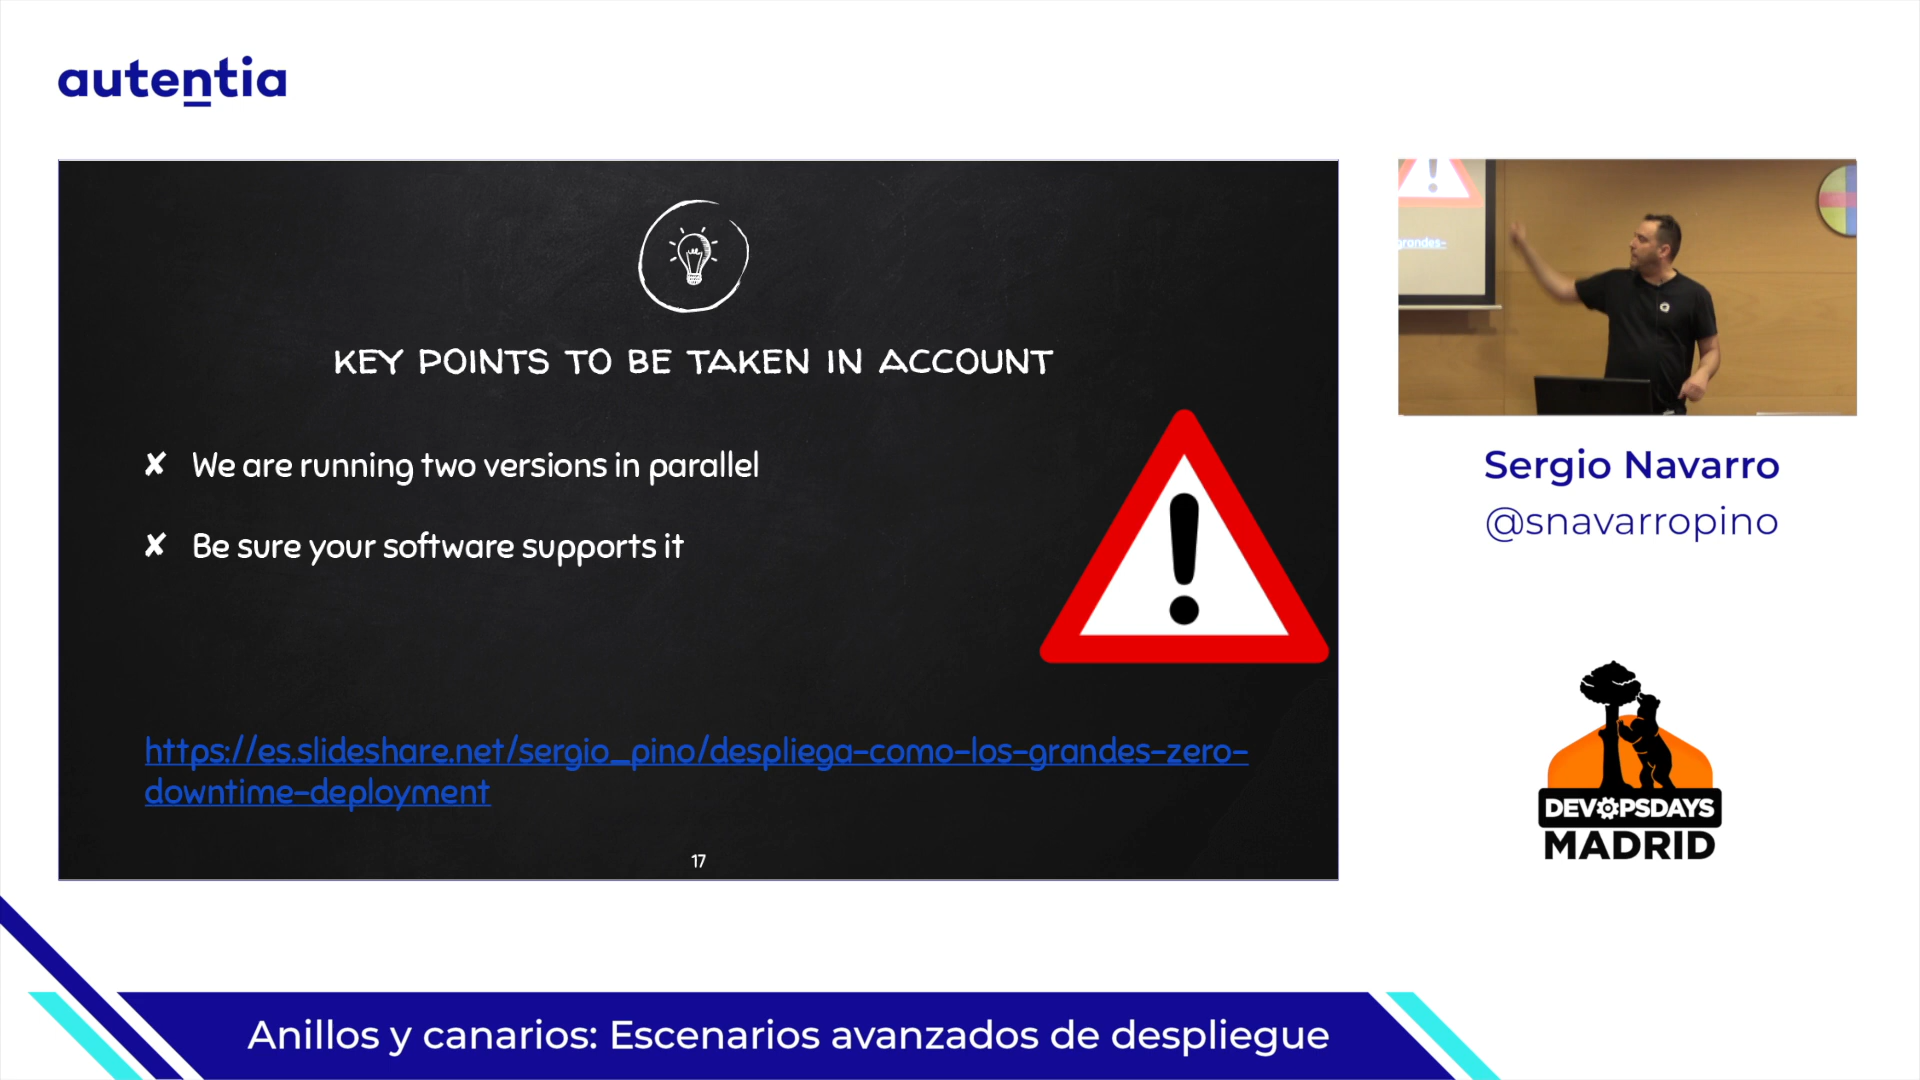 autentia
KEY POINTS TO BE TAKEN IN ACCOUNT
✘ We are running two versions in parallel
✘ Be sure your software supports it
https://es.slideshare.net/sergio_pino/despliega-como-los-grandes-zero-
downtime-deployment
17
grandes-
Sergio Navarro
@snavarropino
DEVOPSDAYS
MADRID
Anillos y canarios: Escenarios avanzados de despliegue